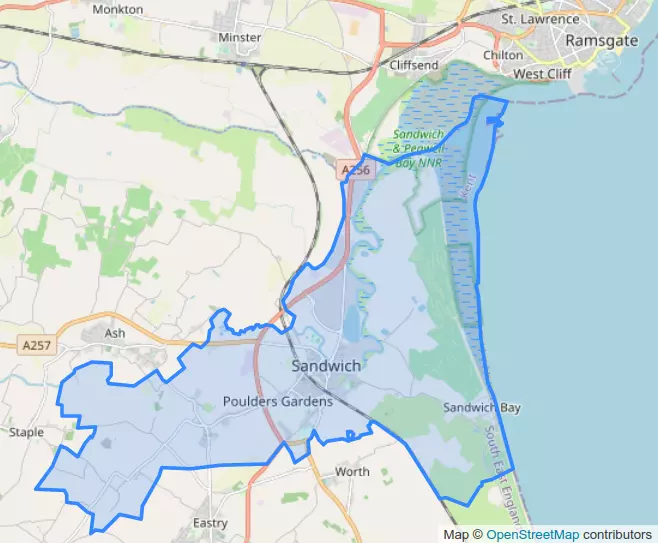 Monkton
Minster
St. Lawrence
Ramsgate
Chilton
Cliffsend
West Cliff
Sandwich
& Pegwell
Bay NNR
A256
Kent
A257
Ash
Sandwich
Poulders Gardens
Sandwich Bay
Staple
South East England
Worth
Eastry
Map © OpenStreetMap contributors